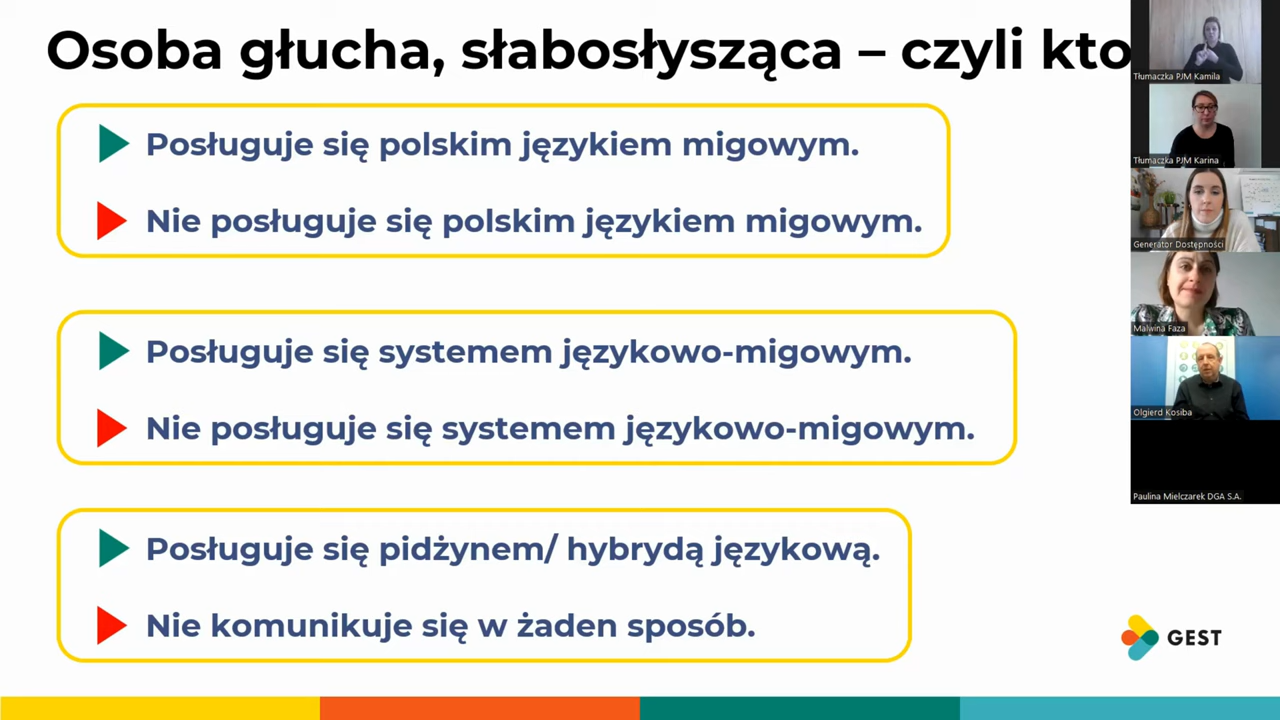 Osoba głucha, słabosłysząca – czyli kto
Posługuje się polskim językiem migowym.
Nie posługuje się polskim językiem migowym.
Posługuje się systemem językowo-migowym.
Nie posługuje się systemem językowo-migowym.
Posługuje się pidżynem/ hybrydą językową.
Nie komunikuje się w żaden sposób.
Tłumaczka PJM Kamila
Tłumaczka PJM Karina
Generator Dostępności
Malwina Faza
Olgierd Kosiba
Paulina Mielczarek DGA S.A.
GEST